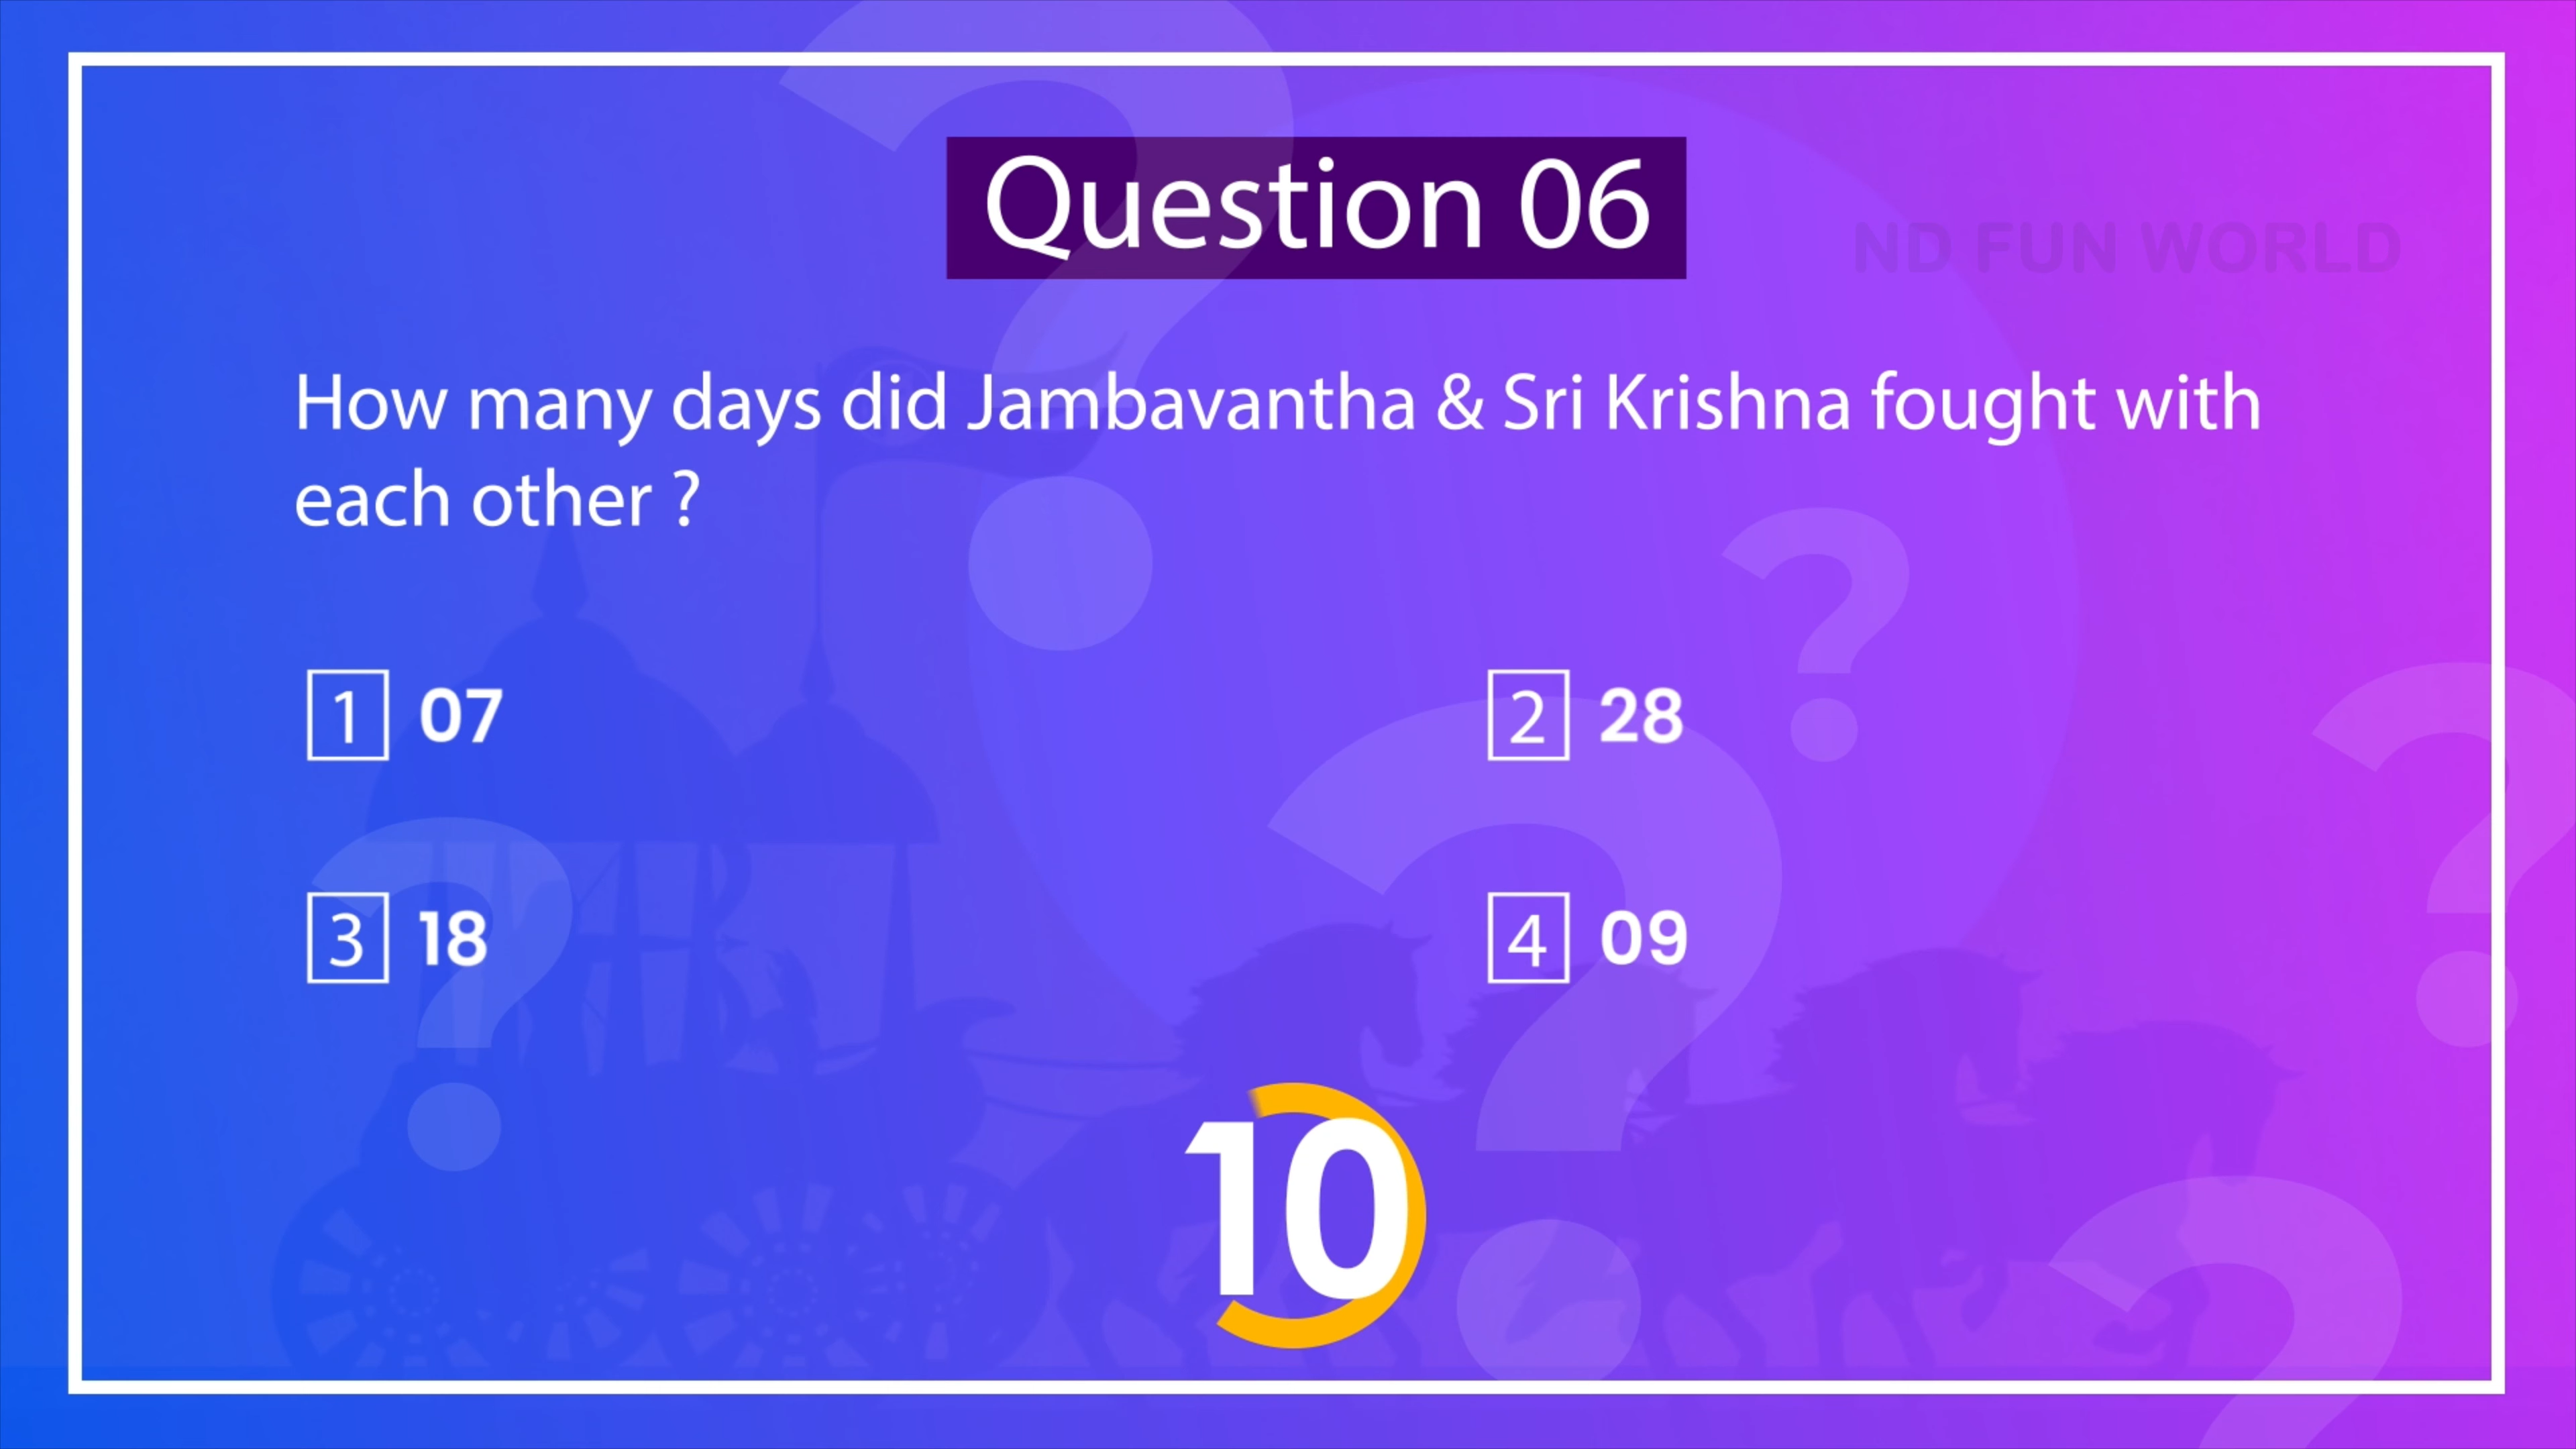 Question 06
ND FUN WORLD
How many days did Jambavantha & Sri Krishna fought with
each other ?
1 07
2 28
3 18
4 09
10